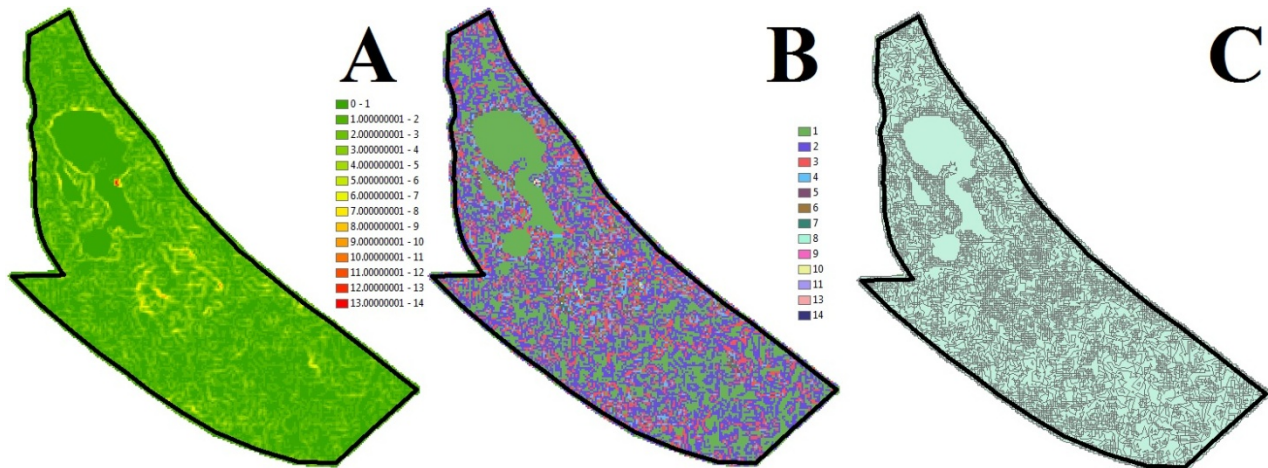 A
0 - 1
1.000000001 - 2
2.000000001 - 3
3.000000001 - 4
4.000000001 - 5
5.000000001 - 6
6.000000001 - 7
7.000000001 - 8
8.000000001 - 9
9.000000001 - 10
10.00000001 - 11
11.00000001 - 12
12.00000001 - 13
13.00000001 - 14
B
1
2
3
4
5
6
7
8
9
10
11
13
14
C